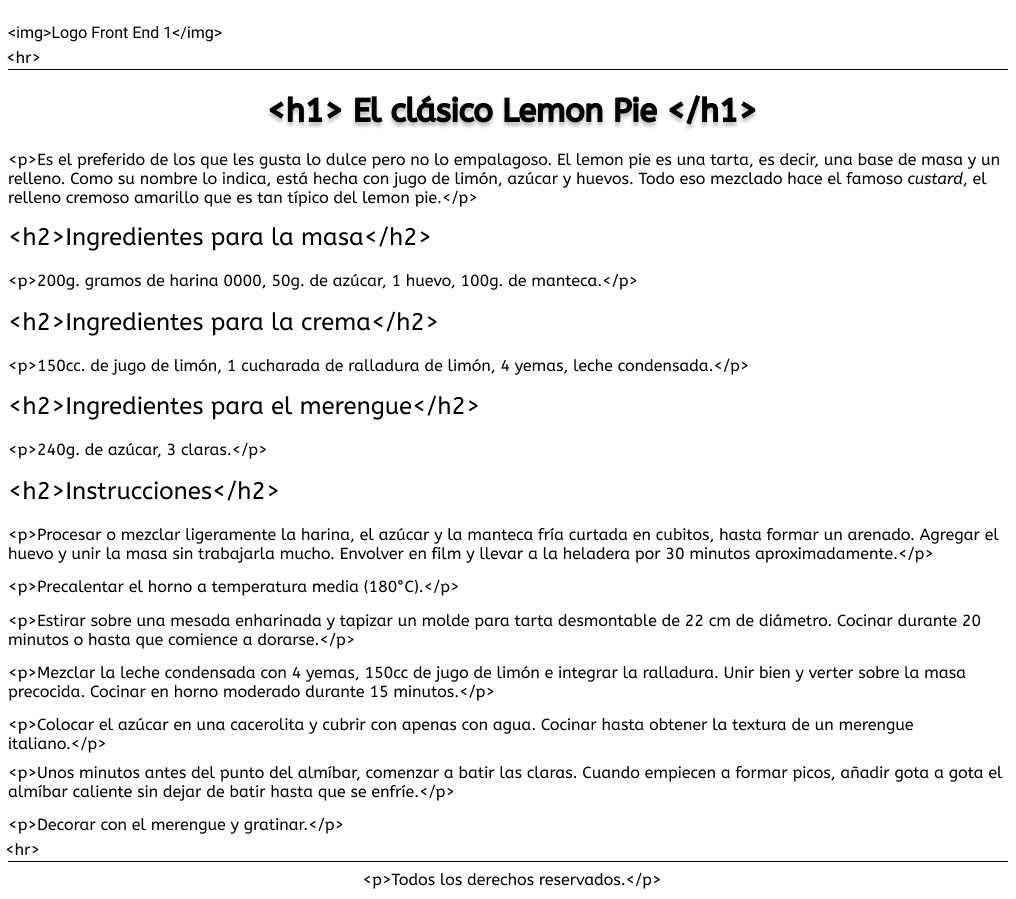 <img>Logo Front End 1</img>
<hr>
<h1> El clásico Lemon Pie </h1>
<p>Es el preferido de los que les gusta lo dulce pero no lo empalagoso. El lemon pie es una tarta, es decir, una base de masa y un
relleno. Como su nombre lo indica, está hecha con jugo de limón, azúcar y huevos. Todo eso mezclado hace el famoso custard, el
relleno cremoso amarillo que es tan típico del lemon pie.</p>
<h2>Ingredientes para la masa</h2>
<p>200g. gramos de harina 0000, 50g. de azúcar, 1 huevo, 100g. de manteca.</p>
<h2>Ingredientes para la crema</h2>
<p>150cc. de jugo de limón, 1 cucharada de ralladura de limón, 4 yemas, leche condensada.</p>
<h2>Ingredientes para el merengue</h2>
<p>240g. de azúcar, 3 claras.</p>
<h2>Instrucciones</h2>
<p>Procesar o mezclar ligeramente la harina, el azúcar y la manteca fría curtada en cubitos, hasta formar un arenado. Agregar el
huevo y unir la masa sin trabajarla mucho. Envolver en film y llevar a la heladera por 30 minutos aproximadamente.</p>
<p>Precalentar el horno a temperatura media (180°C).</p>
<p>Estirar sobre una mesada enharinada y tapizar un molde para tarta desmontable de 22 cm de diámetro. Cocinar durante 20
minutos o hasta que comience a dorarse.</p>
<p>Mezclar la leche condensada con 4 yemas, 150cc de jugo de limón e integrar la ralladura. Unir bien y verter sobre la masa
precocida. Cocinar en horno moderado durante 15 minutos.</p>
<p>Colocar el azúcar en una cacerolita y cubrir con apenas con agua. Cocinar hasta obtener la textura de un merengue
italiano.</p>
<p>Unos minutos antes del punto del almíbar, comenzar a batir las claras. Cuando empiecen a formar picos, añadir gota a gota el
almíbar caliente sin dejar de batir hasta que se enfríe.</p>
<p>Decorar con el merengue y gratinar.</p>
<hr>
<p>Todos los derechos reservados.</p>